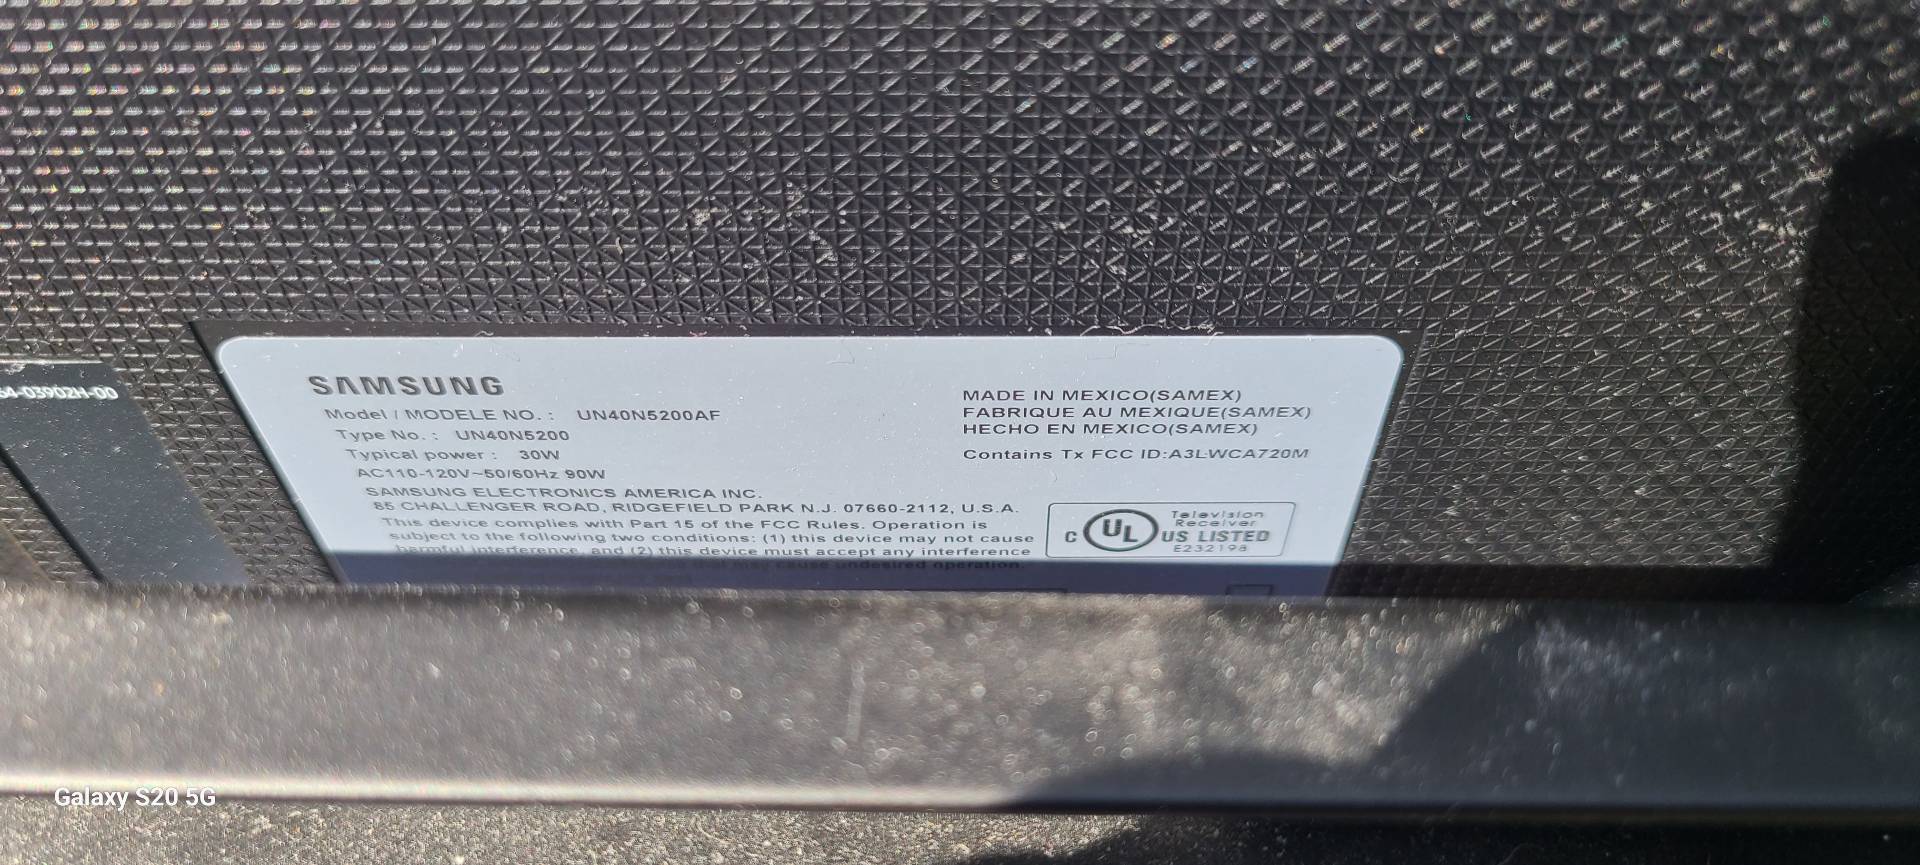 64-03902H-00
SAMSUNG
Model / MODELE NO. : UN40N5200AF
Type No. : UN40N5200
Typical power : 30W
AC110-120V~50/60Hz 90W
SAMSUNG ELECTRONICS AMERICA INC.
85 CHALLENGER ROAD, RIDGEFIELD PARK N.J. 07660-2112, U.S.A.
This device complies with Part 15 of the FCC Rules. Operation is
subject to the following two conditions: (1) this device may not cause
harmful interference, and (2) this device must accept any interference
that may cause undesired operation.
MADE IN MEXICO(SAMEX)
FABRIQUE AU MEXIQUE(SAMEX)
HECHO EN MEXICO(SAMEX)
Contains Tx FCC ID:A3LWCA720M
C UL US LISTED
Television
Receiver
E232198
Galaxy S20 5G